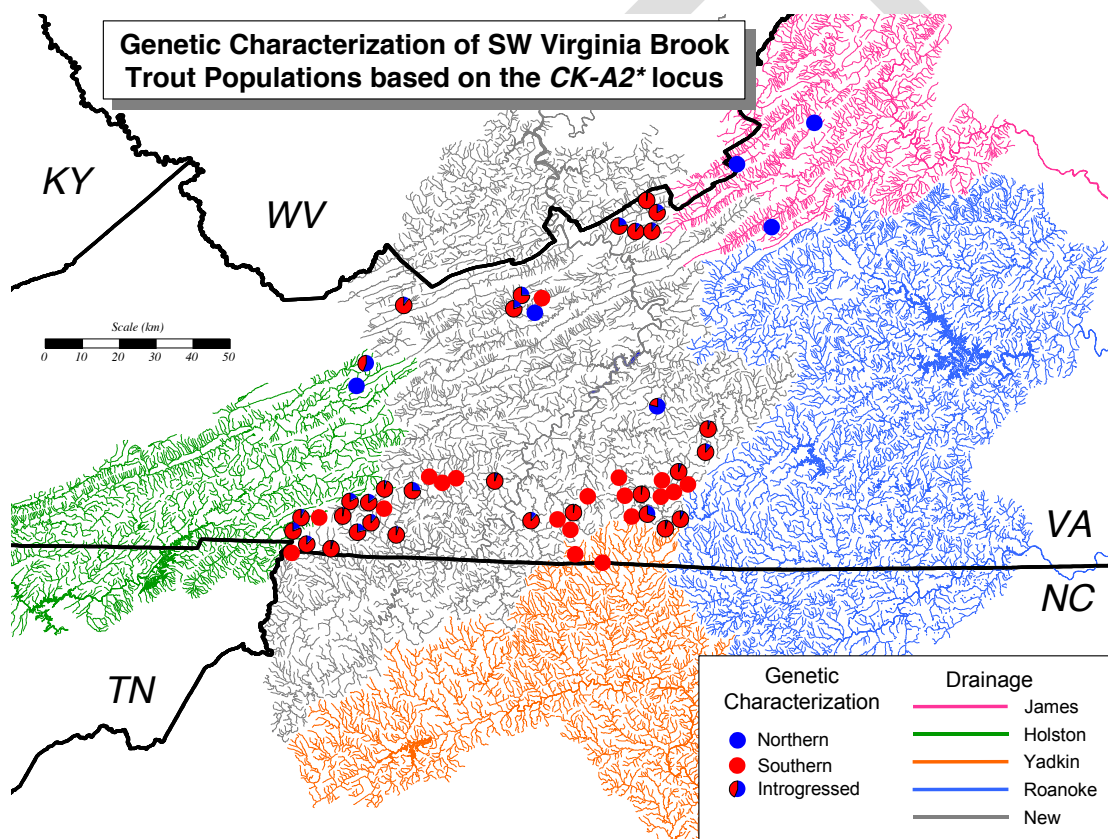 Genetic Characterization of SW Virginia Brook
Trout Populations based on the CK-A2* locus
KY
WV
Scale (km)
0 10 20 30 40 50
VA
NC
TN
Genetic
Characterization
Northern
Southern
Introgressed
Drainage
James
Holston
Yadkin
Roanoke
New